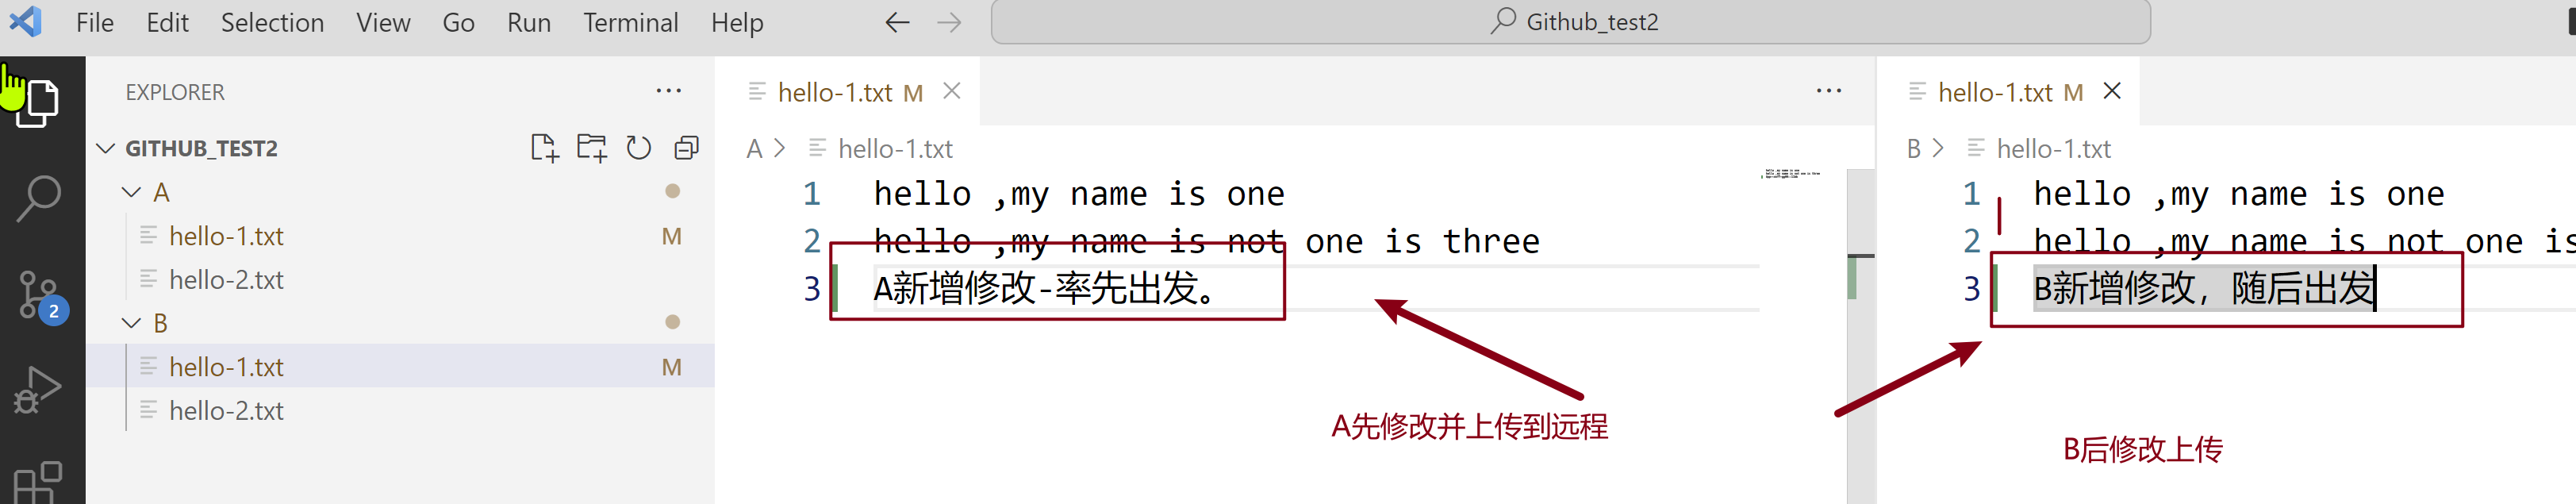 File Edit Selection View Go Run Terminal Help
Github_test2
EXPLORER
GITHUB_TEST2
A
hello-1.txt M
hello-2.txt
B
hello-1.txt M
hello-2.txt
2
hello-1.txt M
A > hello-1.txt
1 hello ,my name is one
2 hello ,my name is not one is three
3 A新增修改-率先出发。
A先修改并上传到远程
hello-1.txt M
B > hello-1.txt
1 hello ,my name is one
2 hello ,my name is not one is
3 B新增修改，随后出发
B后修改上传